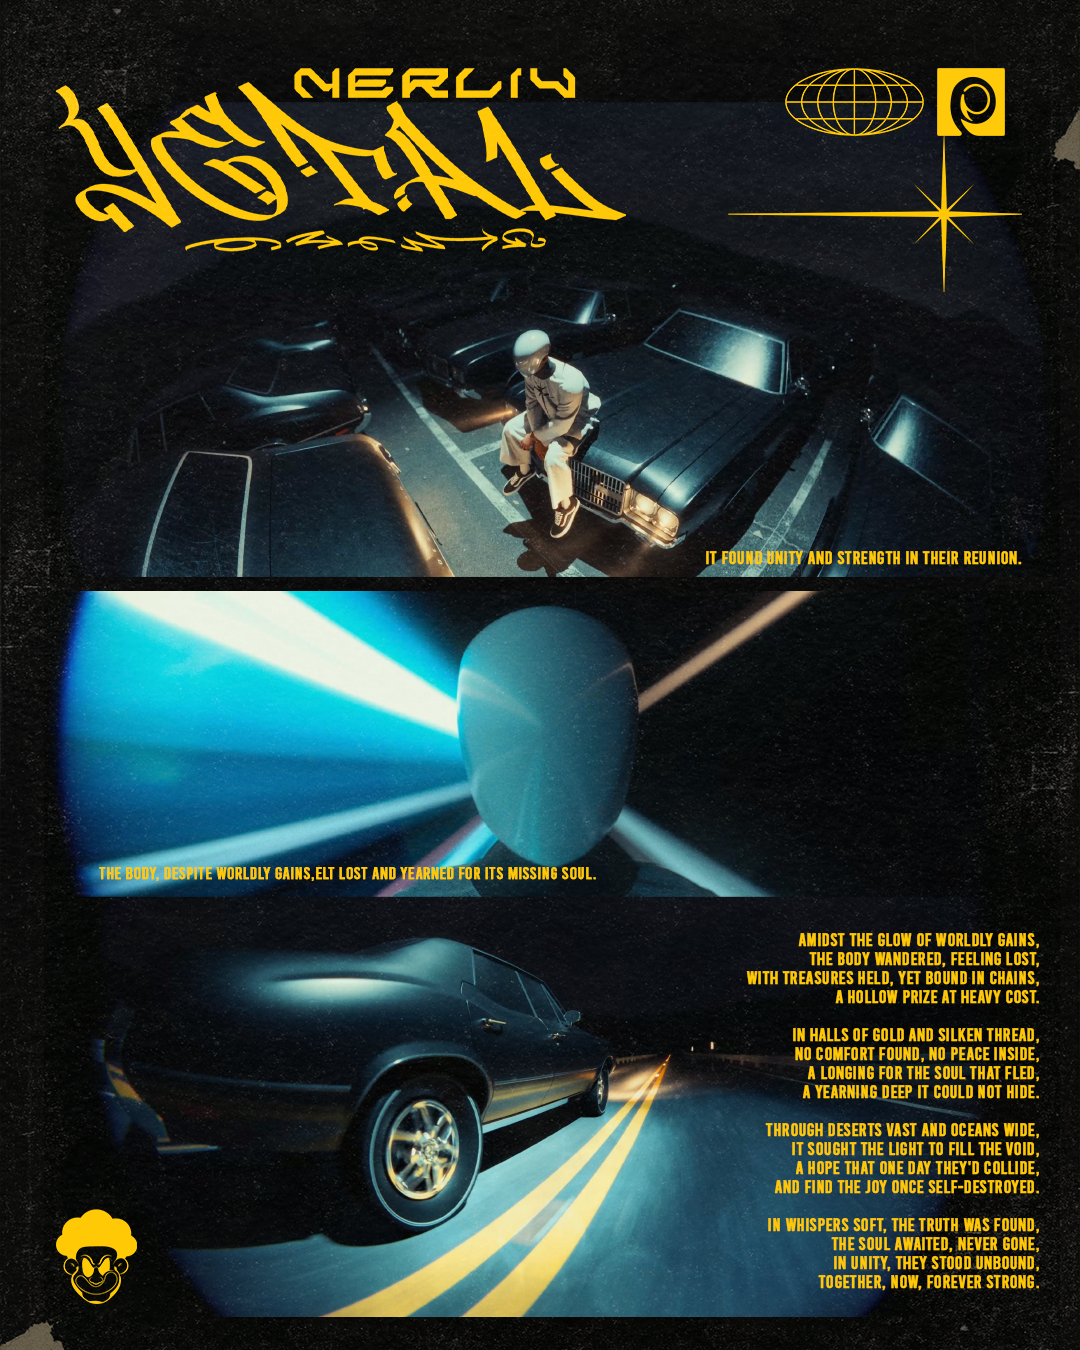 NERLIV
IT FOUND UNITY AND STRENGTH IN THEIR REUNION.
THE BODY, DESPITE WORLDLY GAINS,ELT LOST AND YEARNED FOR ITS MISSING SOUL.
AMIDST THE GLOW OF WORLDLY GAINS,
THE BODY WANDERED, FEELING LOST,
WITH TREASURES HELD, YET BOUND IN CHAINS,
A HOLLOW PRIZE AT HEAVY COST.
IN HALLS OF GOLD AND SILKEN THREAD,
NO COMFORT FOUND, NO PEACE INSIDE,
A LONGING FOR THE SOUL THAT FLED,
A YEARNING DEEP IT COULD NOT HIDE.
THROUGH DESERTS VAST AND OCEANS WIDE,
IT SOUGHT THE LIGHT TO FILL THE VOID,
A HOPE THAT ONE DAY THEY'D COLLIDE,
AND FIND THE JOY ONCE SELF-DESTROYED.
IN WHISPERS SOFT, THE TRUTH WAS FOUND,
THE SOUL AWAITED, NEVER GONE,
IN UNITY, THEY STOOD UNBOUND,
TOGETHER, NOW, FOREVER STRONG.